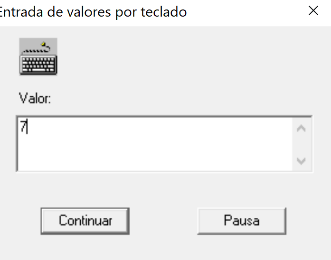 Entrada de valores por teclado
Valor:
7
Continuar
Pausa